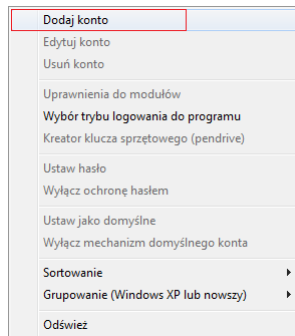 Dodaj konto
Edytuj konto
Usuń konto
Uprawnienia do modułów
Wybór trybu logowania do programu
Kreator klucza sprzętowego (pendrive)
Ustaw hasło
Wyłącz ochronę hasłem
Ustaw jako domyślne
Wyłącz mechanizm domyślnego konta
Sortowanie
Grupowanie (Windows XP lub nowszy)
Odśwież